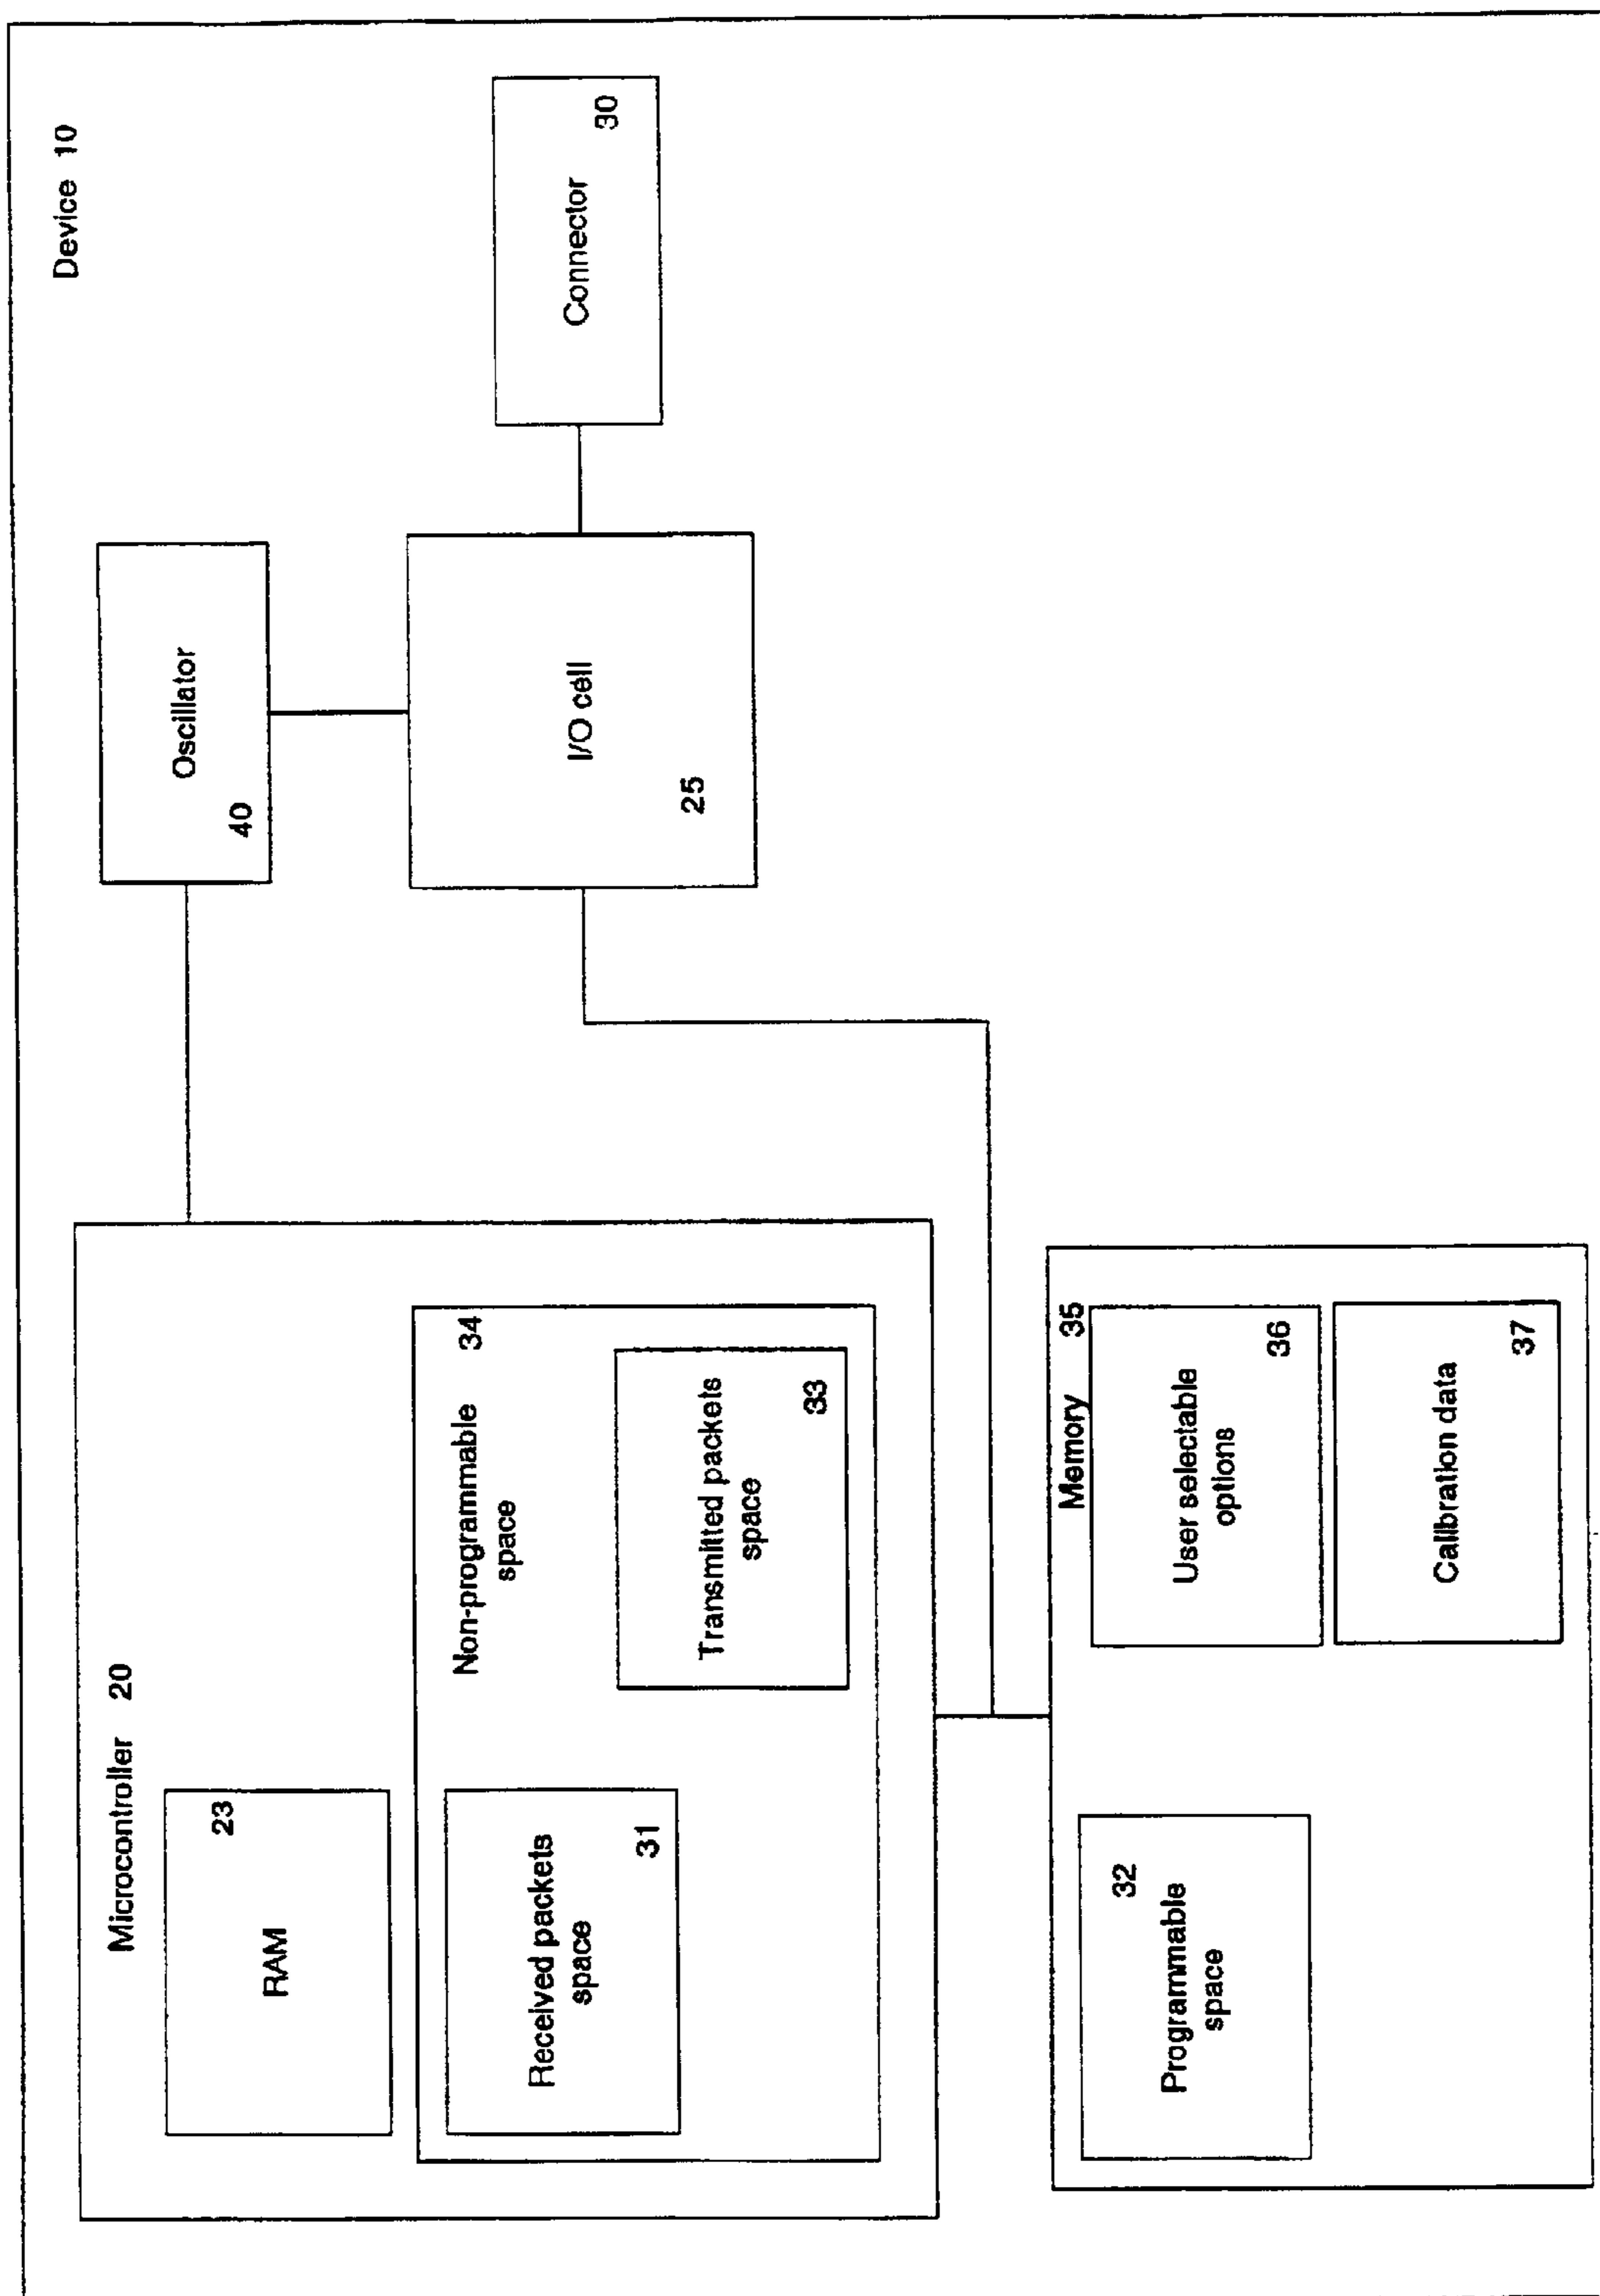 Device 10
Microcontroller 20
RAM
23
Non-programmable
space
34
Received packets
space
31
Transmitted packets
space
33
Oscillator
40
I/O cell
25
Connector
30
Memory 35
Programmable
space
32
User selectable
options
36
Calibration data
37